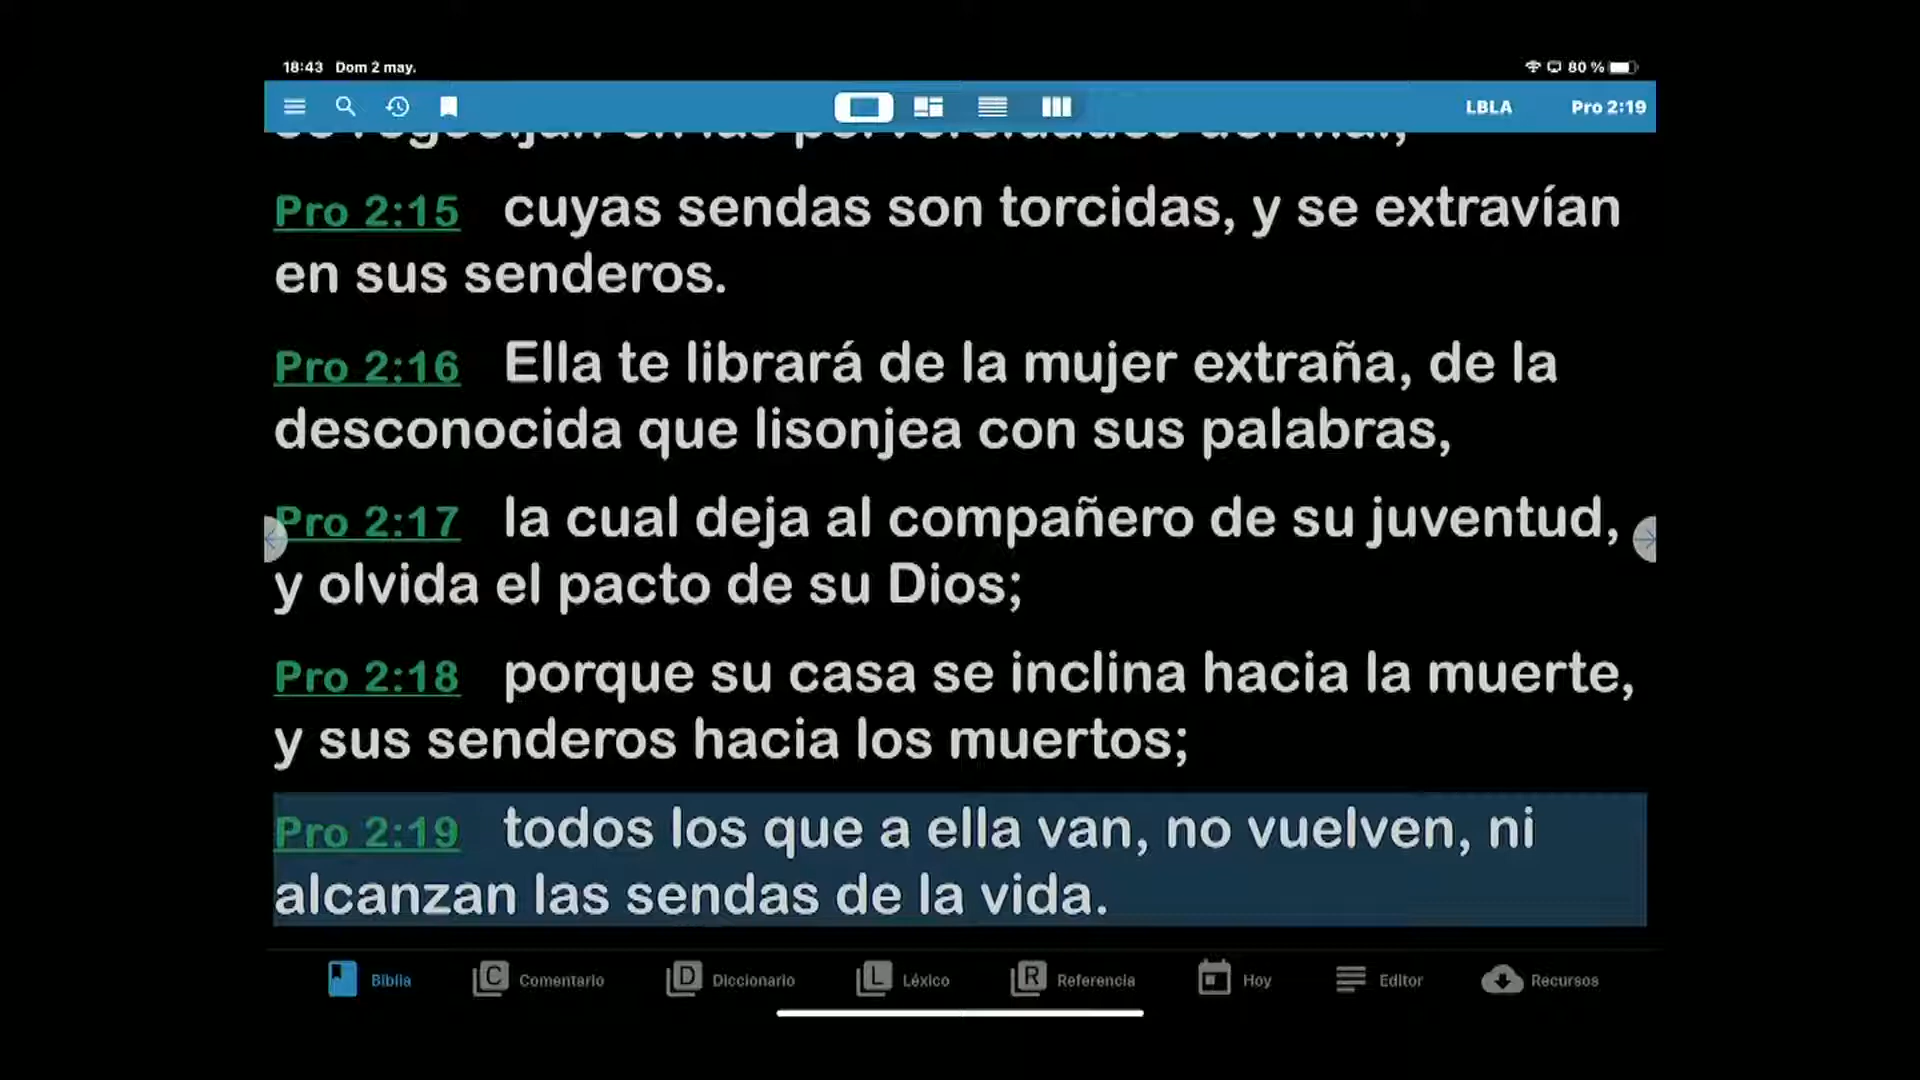 18:43 Dom 2 may. 80 %
LBLA Pro 2:19
Pro 2:15 cuyas sendas son torcidas, y se extravían
en sus senderos.
Pro 2:16 Ella te librará de la mujer extraña, de la
desconocida que lisonjea con sus palabras,
Pro 2:17 la cual deja al compañero de su juventud,
y olvida el pacto de su Dios;
Pro 2:18 porque su casa se inclina hacia la muerte,
y sus senderos hacia los muertos;
Pro 2:19 todos los que a ella van, no vuelven, ni
alcanzan las sendas de la vida.
Biblia C Comentario D Diccionario L Léxico R Referencia Hoy Editor Recursos